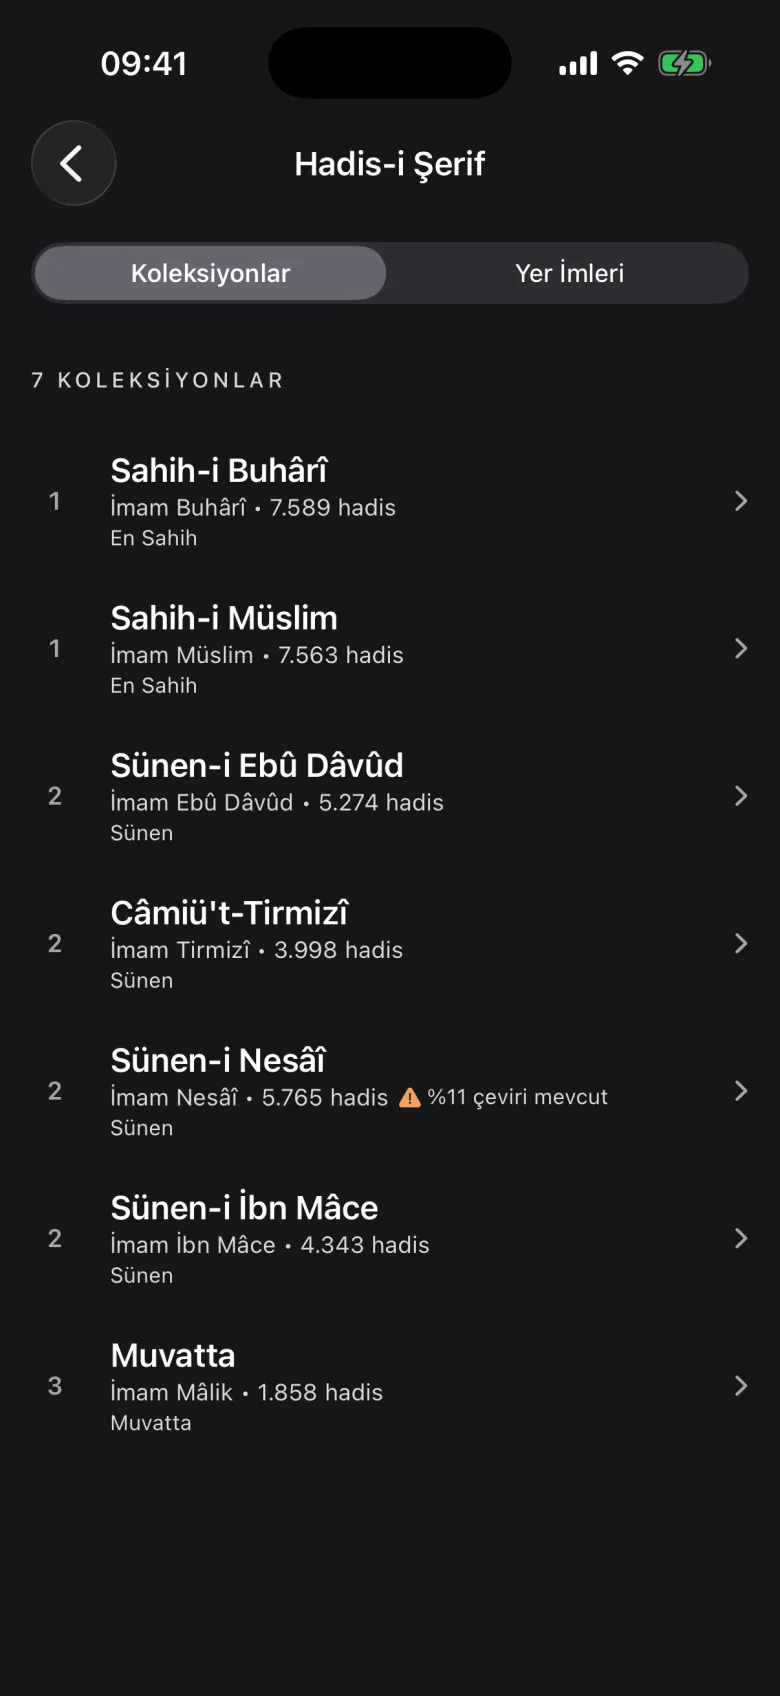 09:41
Hadis-i Şerif
Koleksiyonlar
Yer İmleri
7 KOLEKSİYONLAR
1
Sahih-i Buhârî
İmam Buhârî • 7.589 hadis
En Sahih
1
Sahih-i Müslim
İmam Müslim • 7.563 hadis
En Sahih
2
Sünen-i Ebû Dâvûd
İmam Ebû Dâvûd • 5.274 hadis
Sünen
2
Câmiü't-Tirmizî
İmam Tirmizî • 3.998 hadis
Sünen
2
Sünen-i Nesâî
İmam Nesâî • 5.765 hadis ⚠ %11 çeviri mevcut
Sünen
2
Sünen-i İbn Mâce
İmam İbn Mâce • 4.343 hadis
Sünen
3
Muvatta
İmam Mâlik • 1.858 hadis
Muvatta